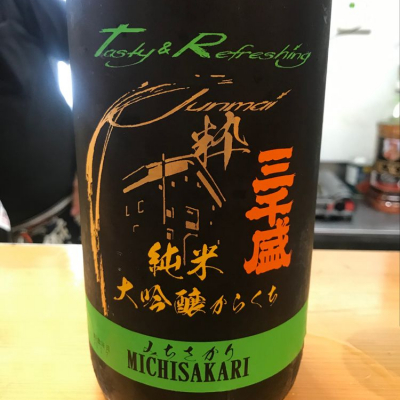 Tasty & Refreshing
Junmai
粋
三千盛
純米
大吟醸からくち
みちさかり
MICHISAKARI